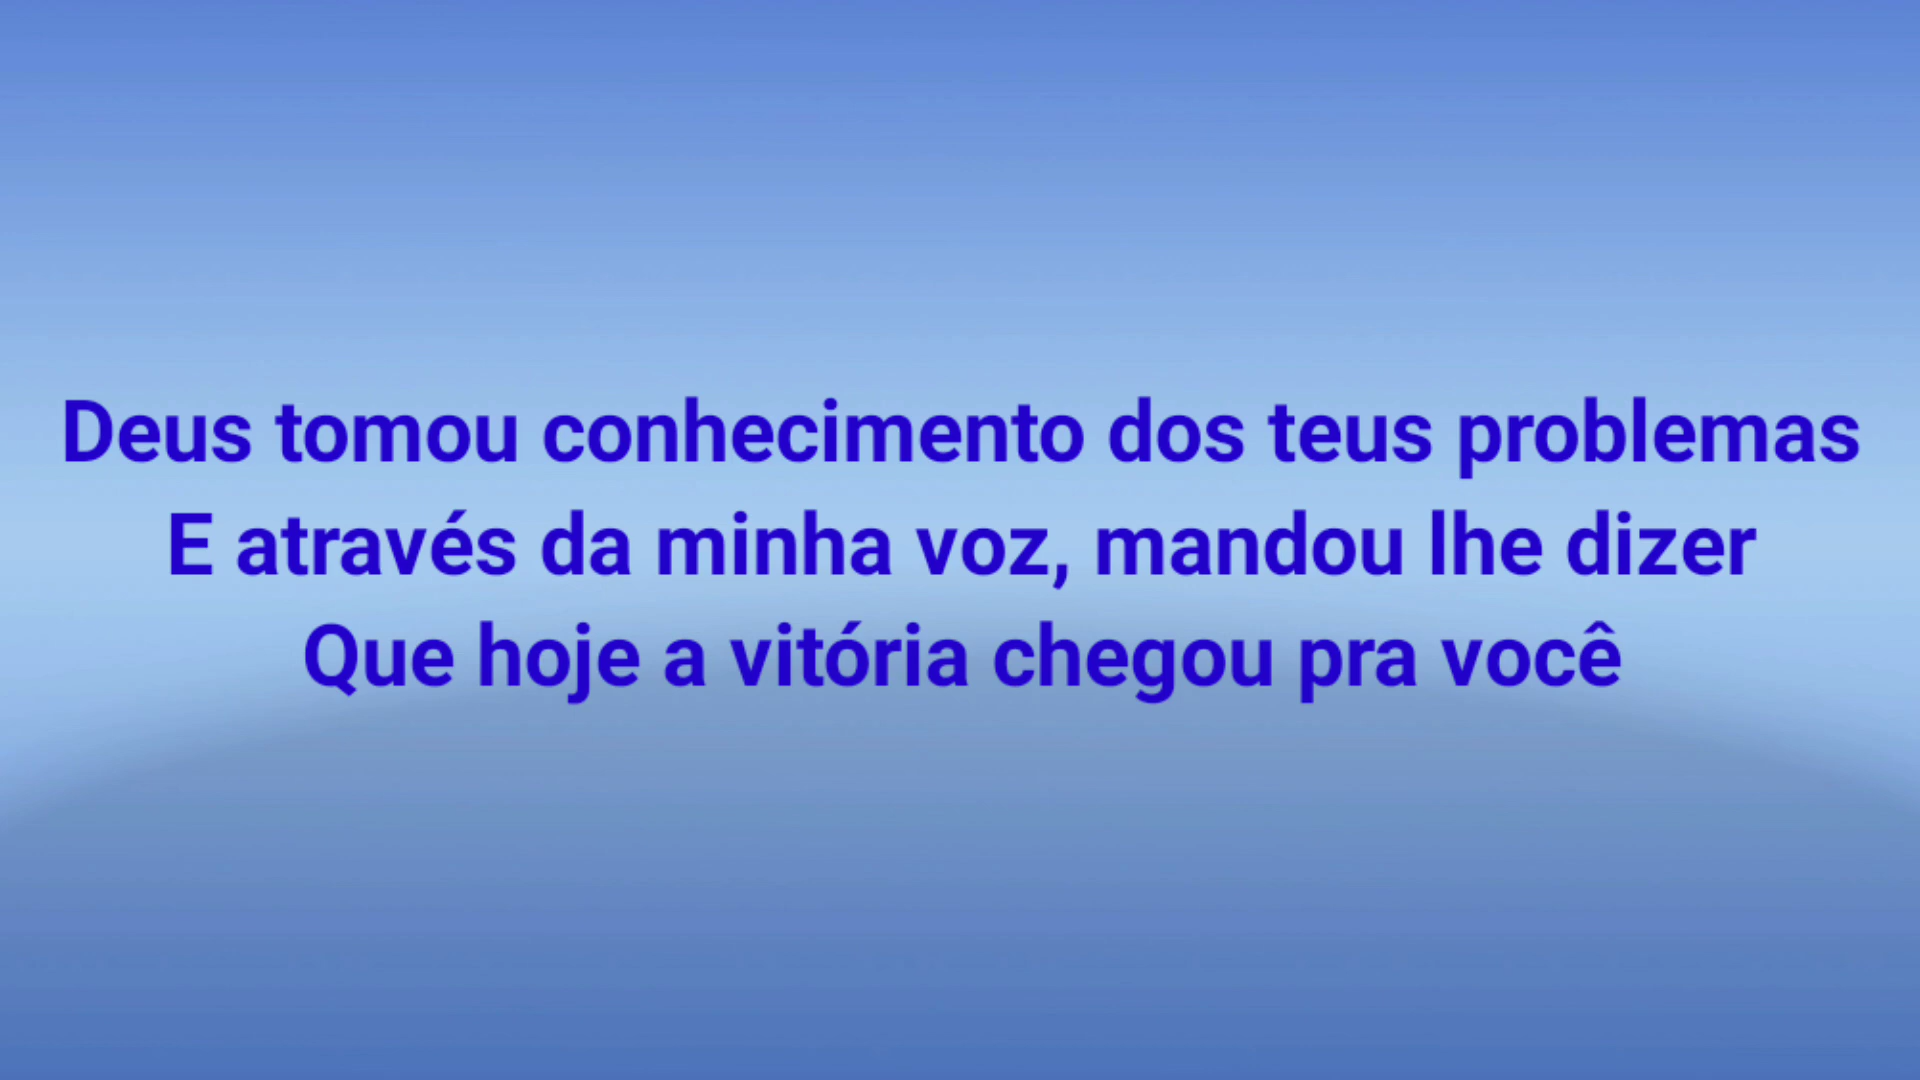 Deus tomou conhecimento dos teus problemas
E através da minha voz, mandou lhe dizer
Que hoje a vitória chegou pra você